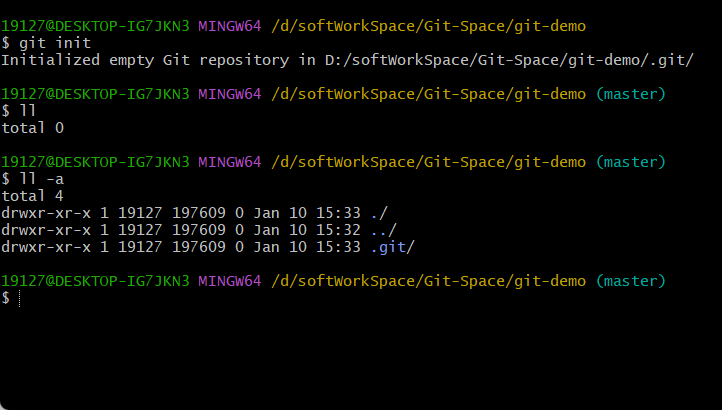 19127@DESKTOP-IG7JKN3 MINGW64 /d/softWorkSpace/Git-Space/git-demo
$ git init
Initialized empty Git repository in D:/softWorkSpace/Git-Space/git-demo/.git/
19127@DESKTOP-IG7JKN3 MINGW64 /d/softWorkSpace/Git-Space/git-demo (master)
$ ll
total 0
19127@DESKTOP-IG7JKN3 MINGW64 /d/softWorkSpace/Git-Space/git-demo (master)
$ ll -a
total 4
drwxr-xr-x 1 19127 197609 0 Jan 10 15:33 ./
drwxr-xr-x 1 19127 197609 0 Jan 10 15:32 ../
drwxr-xr-x 1 19127 197609 0 Jan 10 15:33 .git/
19127@DESKTOP-IG7JKN3 MINGW64 /d/softWorkSpace/Git-Space/git-demo (master)
$